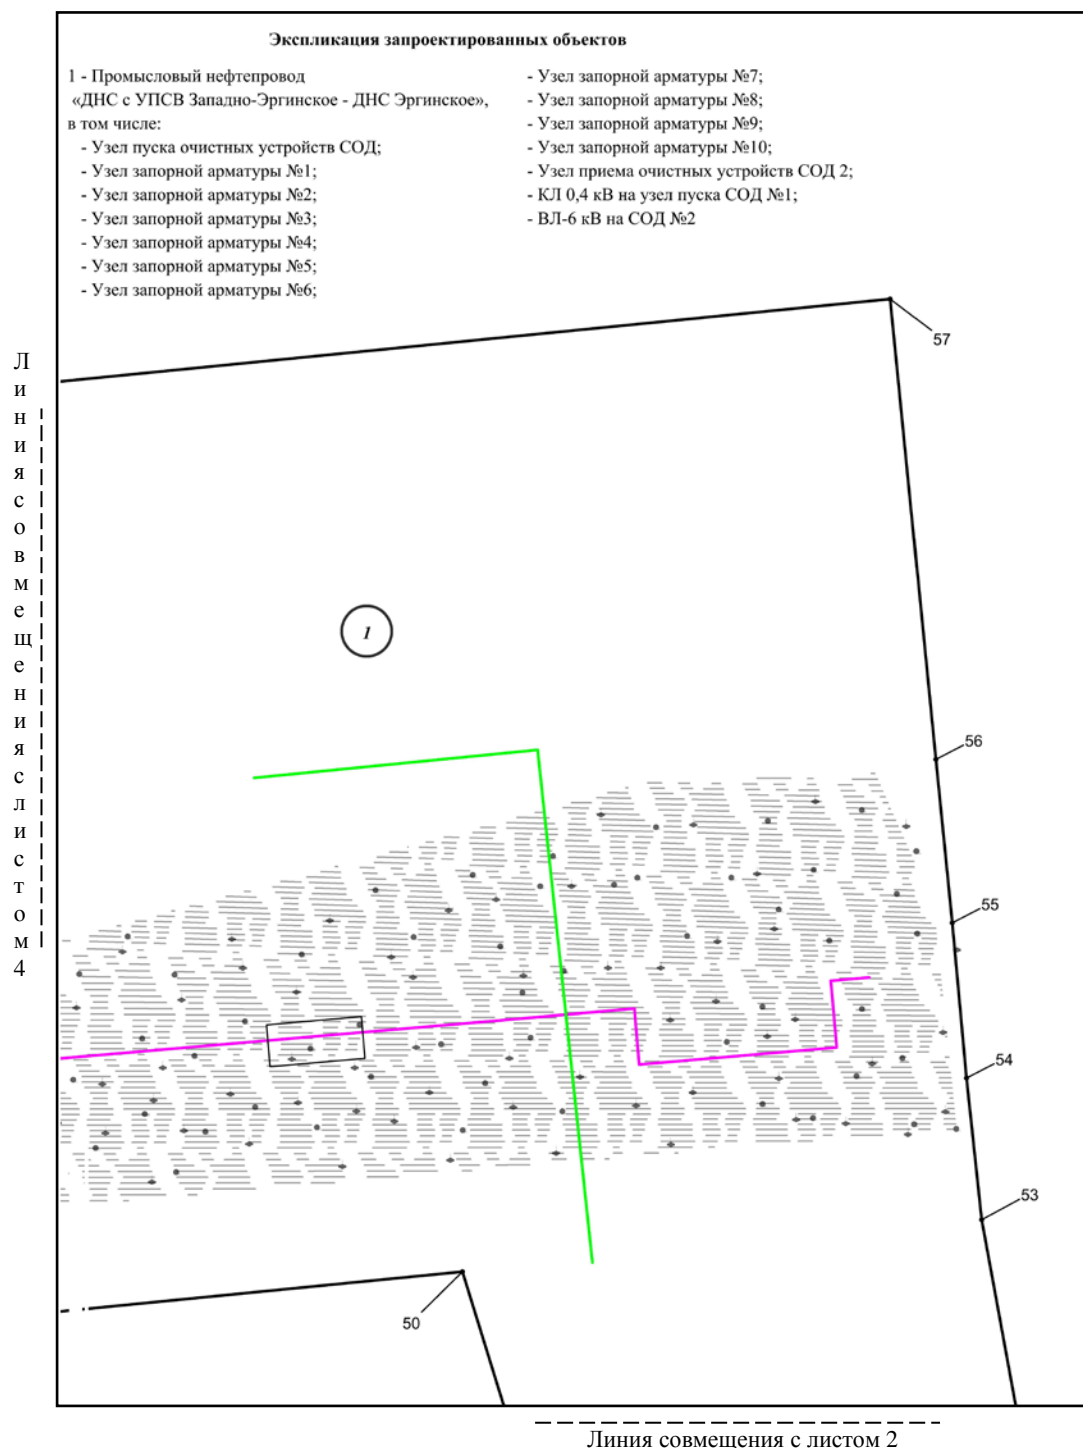 Экспликация запроектированных объектов
1 - Промысловый нефтепровод
«ДНС с УПСВ Западно-Эргинское - ДНС Эргинское»,
в том числе:
- Узел пуска очистных устройств СОД;
- Узел запорной арматуры №1;
- Узел запорной арматуры №2;
- Узел запорной арматуры №3;
- Узел запорной арматуры №4;
- Узел запорной арматуры №5;
- Узел запорной арматуры №6;
- Узел запорной арматуры №7;
- Узел запорной арматуры №8;
- Узел запорной арматуры №9;
- Узел запорной арматуры №10;
- Узел приема очистных устройств СОД 2;
- КЛ 0,4 кВ на узел пуска СОД №1;
- ВЛ-6 кВ на СОД №2
Линия совмещения с листом 4
57
1
56
55
54
53
50
Линия совмещения с листом 2